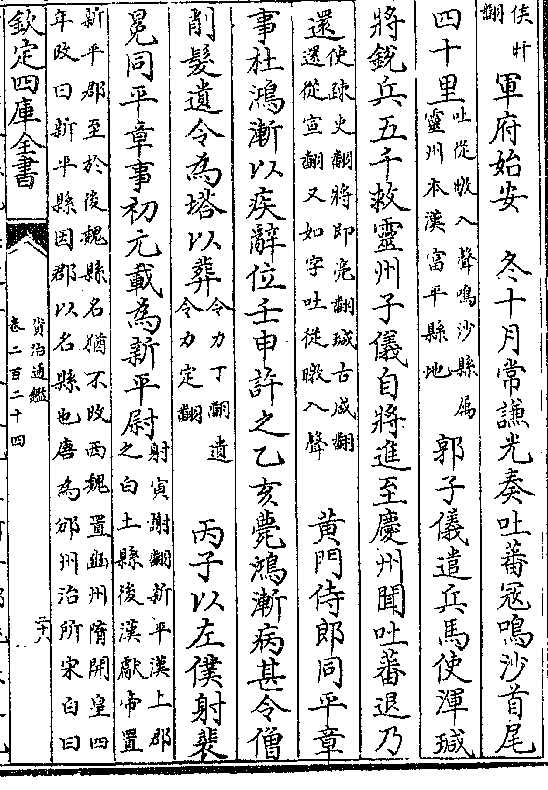 侯旰
翻
軍府始安　冬十月常謙光奏吐蕃冦鳴沙首尾
四十里
吐從暾入聲鳴沙縣屬
靈州本漢富平縣地
郭子儀遣兵馬使渾瑊
將銳兵五千救靈州子儀自將進至慶州聞吐蕃退乃
還
使疎吏翻將即亮翻瑊古咸翻
還從宣翻又如字吐從暾入聲
黃門侍郎同平章
事杜鴻漸以疾辭位壬申許之乙亥薨鴻漸病甚令僧
削髮遺令為塔以葬
令力丁翻遺
令力定翻
丙子以左僕射裴
冕同平章事初元載為新平尉
射寅謝翻新平漢上郡
之白土縣後漢獻帝置
新平郡至於後魏縣名猶不改西魏置豳州隋開皇四
年改曰新平縣因郡以名縣也唐為邠州治所宋白曰
欽定四庫全書
資治通鑑
卷二百二十四